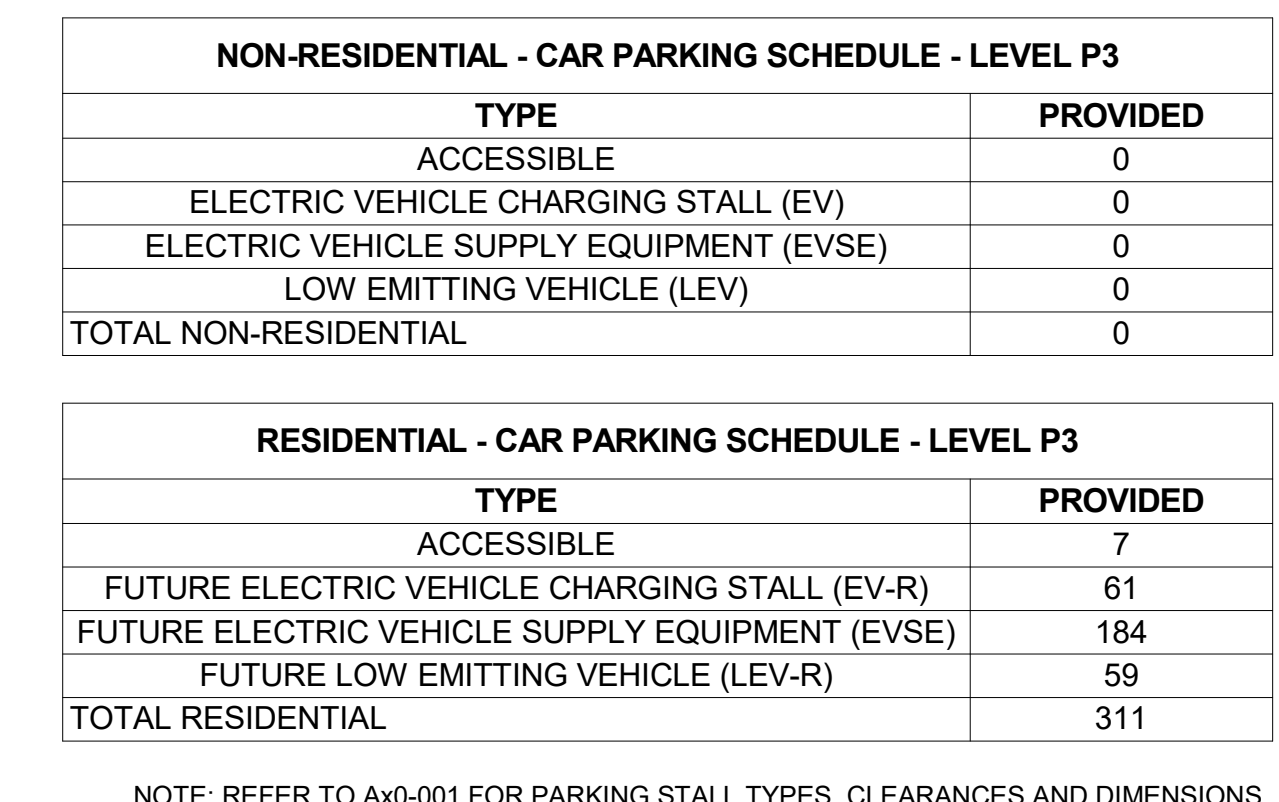 NON-RESIDENTIAL - CAR PARKING SCHEDULE - LEVEL P3
TYPE PROVIDED
ACCESSIBLE 0
ELECTRIC VEHICLE CHARGING STALL (EV) 0
ELECTRIC VEHICLE SUPPLY EQUIPMENT (EVSE) 0
LOW EMITTING VEHICLE (LEV) 0
TOTAL NON-RESIDENTIAL 0
RESIDENTIAL - CAR PARKING SCHEDULE - LEVEL P3
TYPE PROVIDED
ACCESSIBLE 7
FUTURE ELECTRIC VEHICLE CHARGING STALL (EV-R) 61
FUTURE ELECTRIC VEHICLE SUPPLY EQUIPMENT (EVSE) 184
FUTURE LOW EMITTING VEHICLE (LEV-R) 59
TOTAL RESIDENTIAL 311
NOTE: REFER TO Ax0-001 FOR PARKING STALL TYPES, CLEARANCES AND DIMENSIONS